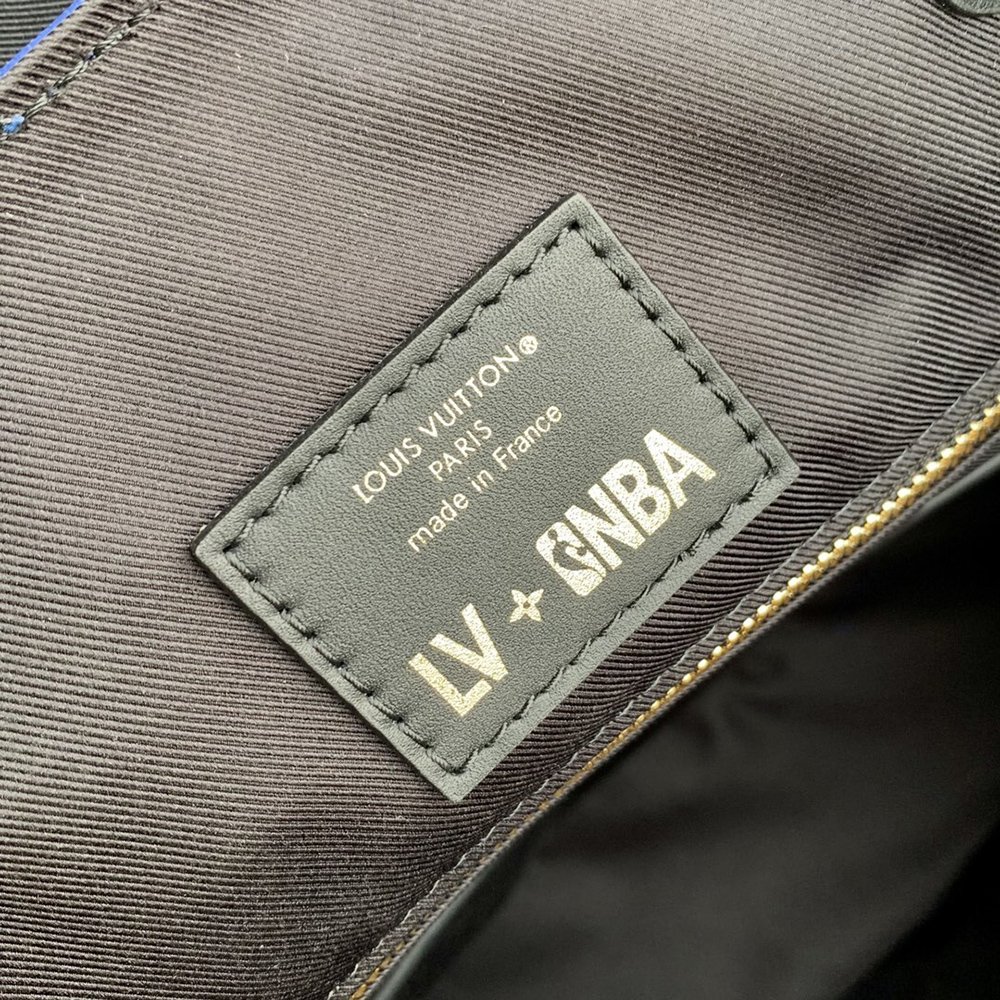 LOUIS VUITTON®
PARIS
made in France
LV NBA